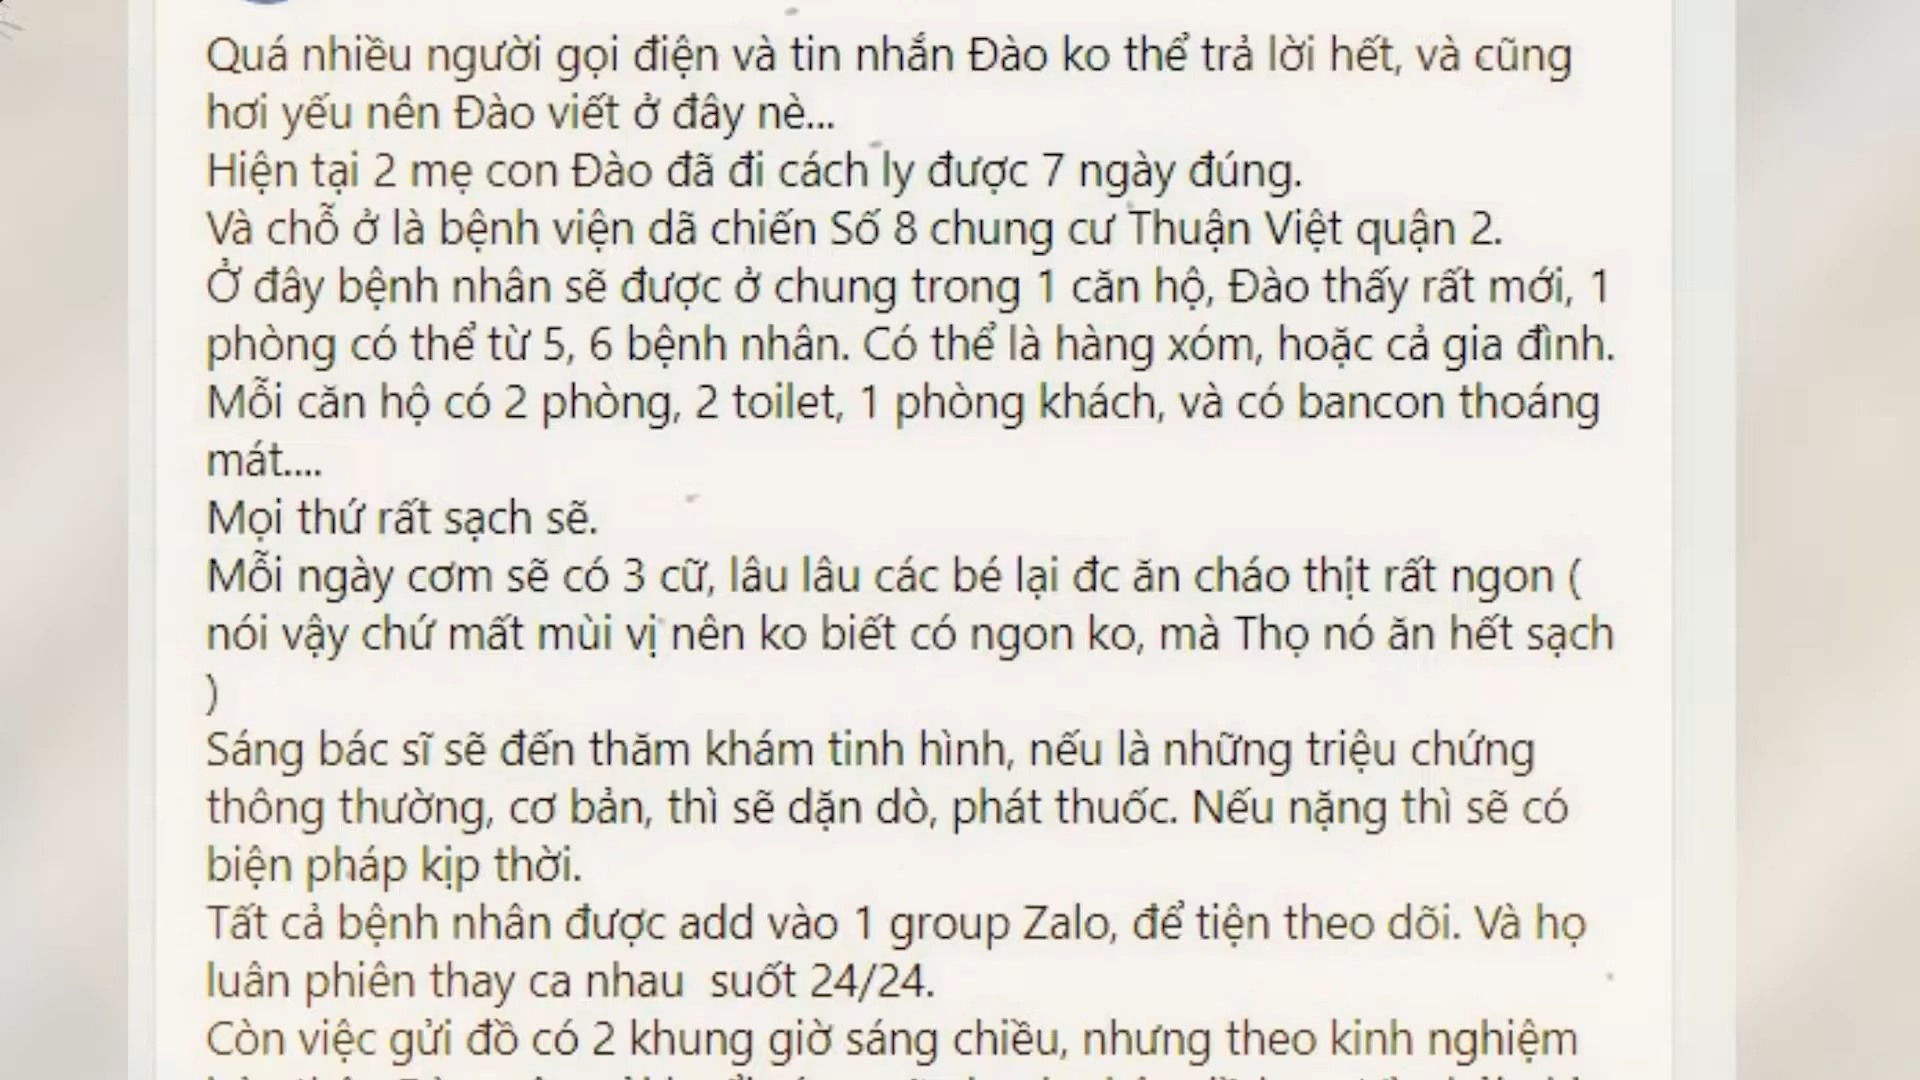 Quá nhiều người gọi điện và tin nhắn Đào ko thể trả lời hết, và cũng
hơi yếu nên Đào viết ở đây nè...
Hiện tại 2 mẹ con Đào đã đi cách ly được 7 ngày đúng.
Và chỗ ở là bệnh viện dã chiến Số 8 chung cư Thuận Việt quận 2.
Ở đây bệnh nhân sẽ được ở chung trong 1 căn hộ, Đào thấy rất mới, 1
phòng có thể từ 5, 6 bệnh nhân. Có thể là hàng xóm, hoặc cả gia đình.
Mỗi căn hộ có 2 phòng, 2 toilet, 1 phòng khách, và có bancon thoáng
mát....
Mọi thứ rất sạch sẽ.
Mỗi ngày cơm sẽ có 3 cữ, lâu lâu các bé lại đc ăn cháo thịt rất ngon (
nói vậy chứ mất mùi vị nên ko biết có ngon ko, mà Thọ nó ăn hết sạch
)
Sáng bác sĩ sẽ đến thăm khám tinh hình, nếu là những triệu chứng
thông thường, cơ bản, thì sẽ dặn dò, phát thuốc. Nếu nặng thì sẽ có
biện pháp kịp thời.
Tất cả bệnh nhân được add vào 1 group Zalo, để tiện theo dõi. Và họ
luân phiên thay ca nhau  suốt 24/24.
Còn việc gửi đồ có 2 khung giờ sáng chiều, nhưng theo kinh nghiệm